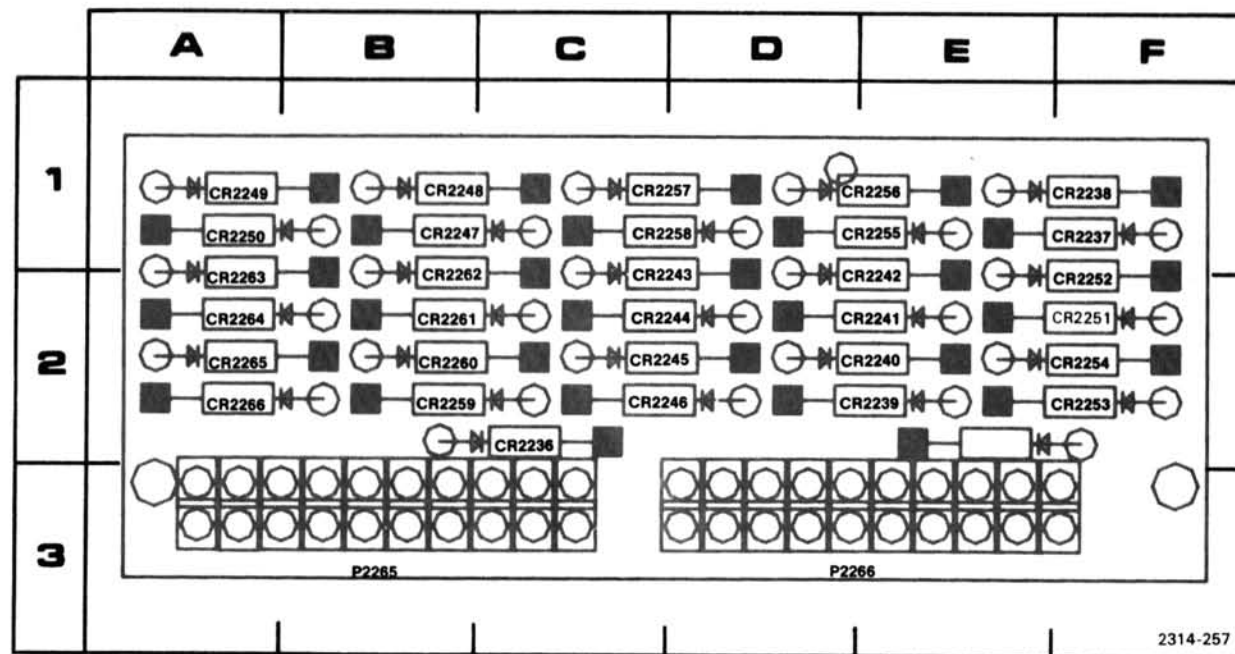 A B C D E F
1
CR2249 CR2248 CR2257 CR2256 CR2238
CR2250 CR2247 CR2258 CR2255 CR2237
2
CR2263 CR2262 CR2243 CR2242 CR2252
CR2264 CR2261 CR2244 CR2241 CR2251
CR2265 CR2260 CR2245 CR2240 CR2254
CR2266 CR2259 CR2246 CR2239 CR2253
CR2236
3
P2265 P2266
2314-257